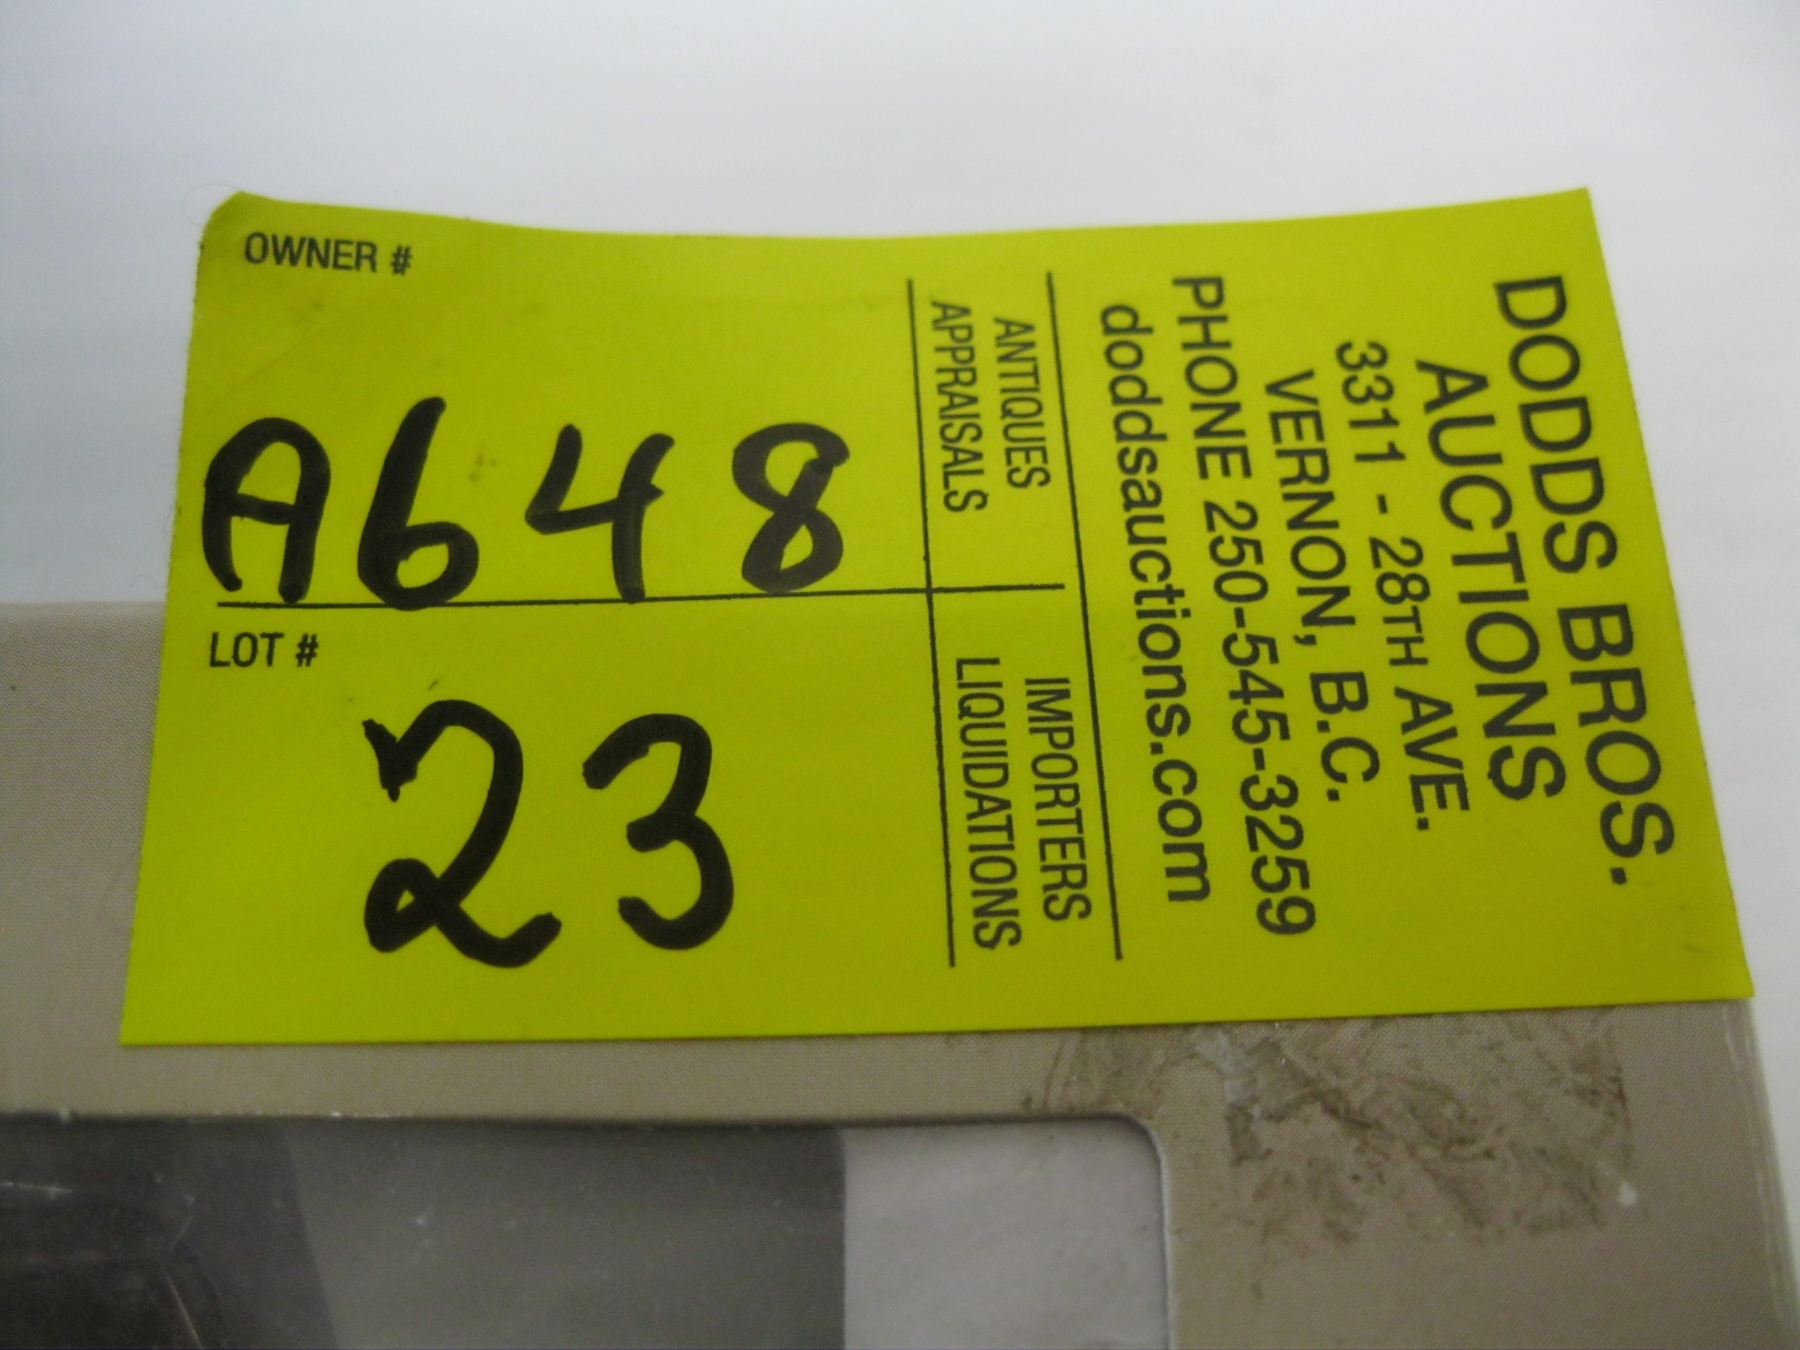 OWNER #
A648
LOT #
23
DODDS BROS.
AUCTIONS
3311 - 28TH AVE.
VERNON, B.C.
PHONE 250-545-3259
doddsauctions.com
ANTIQUES
APPRAISALS
IMPORTERS
LIQUIDATIONS